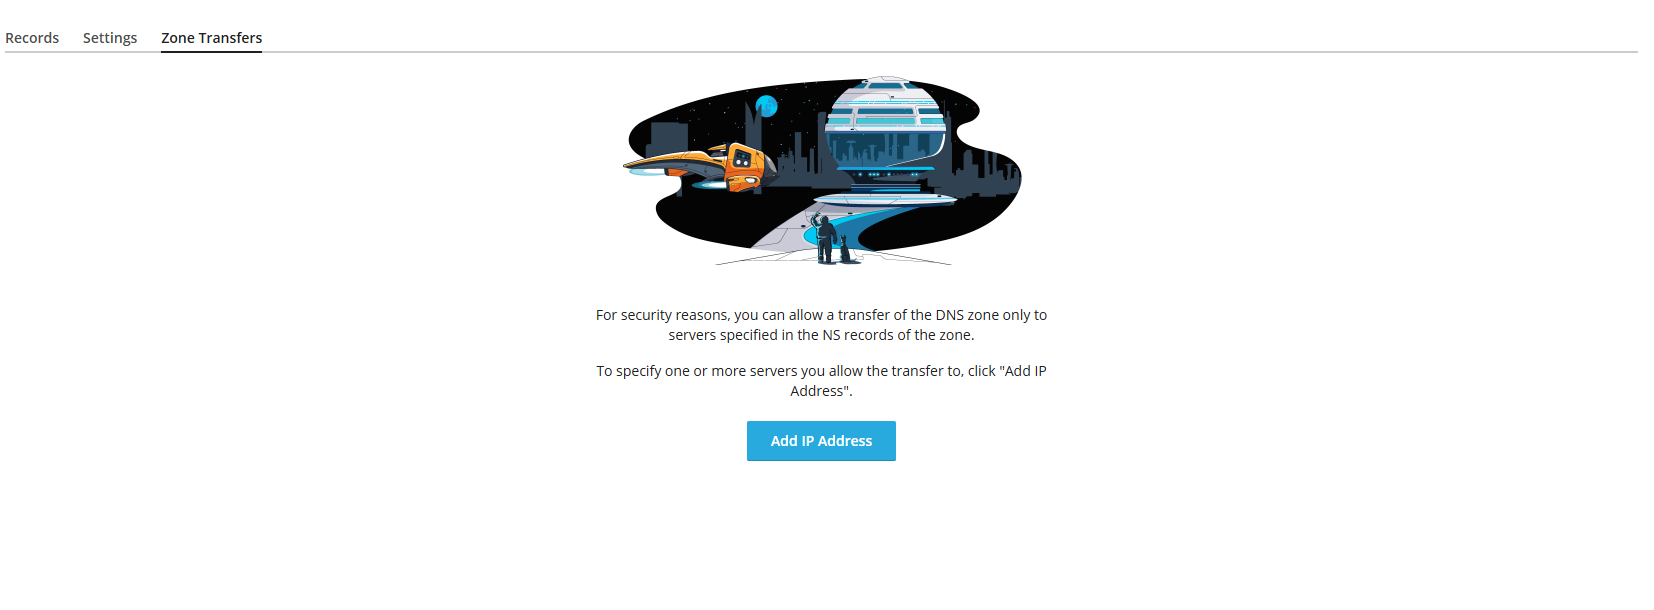 Records Settings Zone Transfers
For security reasons, you can allow a transfer of the DNS zone only to
servers specified in the NS records of the zone.
To specify one or more servers you allow the transfer to, click "Add IP
Address".
Add IP Address